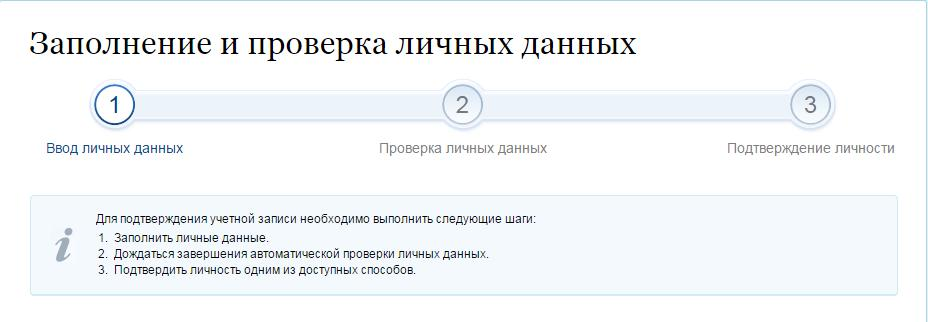 Заполнение и проверка личных данных
1
2
3
Ввод личных данных
Проверка личных данных
Подтверждение личности
Для подтверждения учетной записи необходимо выполнить следующие шаги:
1. Заполнить личные данные.
2. Дождаться завершения автоматической проверки личных данных.
3. Подтвердить личность одним из доступных способов.